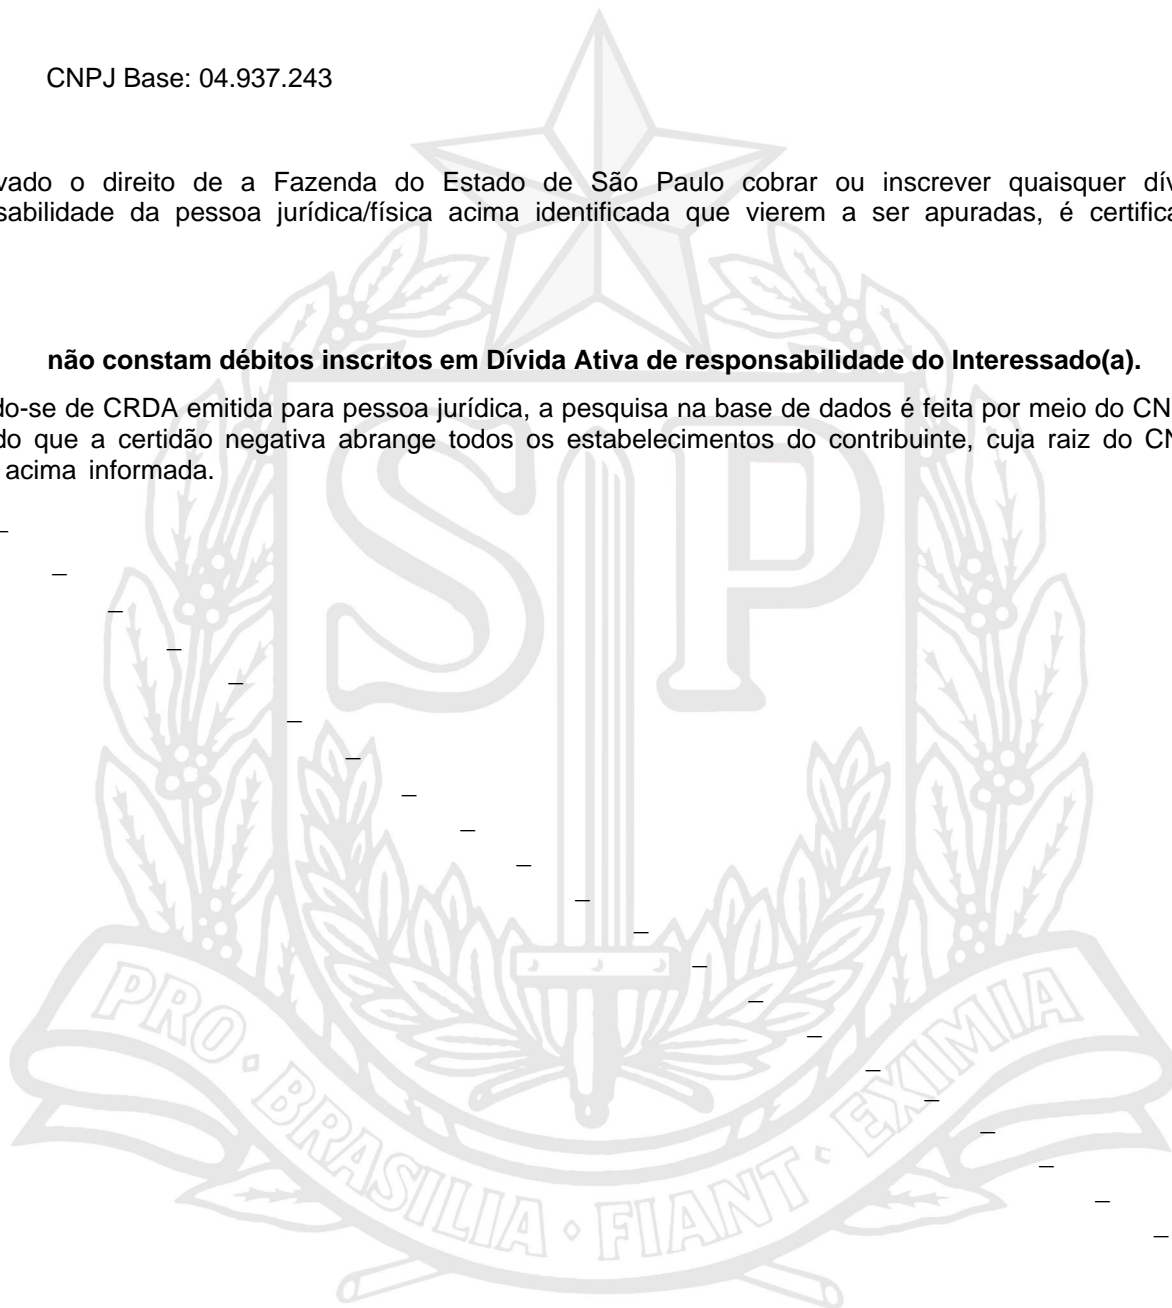 CNPJ Base: 04.937.243
vado o direito de a Fazenda do Estado de São Paulo cobrar ou inscrever quaisquer dív
sabilidade da pessoa jurídica/física acima identificada que vierem a ser apuradas, é certifica
não constam débitos inscritos em Dívida Ativa de responsabilidade do Interessado(a).
do-se de CRDA emitida para pessoa jurídica, a pesquisa na base de dados é feita por meio do CN
do que a certidão negativa abrange todos os estabelecimentos do contribuinte, cuja raiz do CN
acima informada.
SP
PRO • BRASILIA • FIANT • EXIMIA